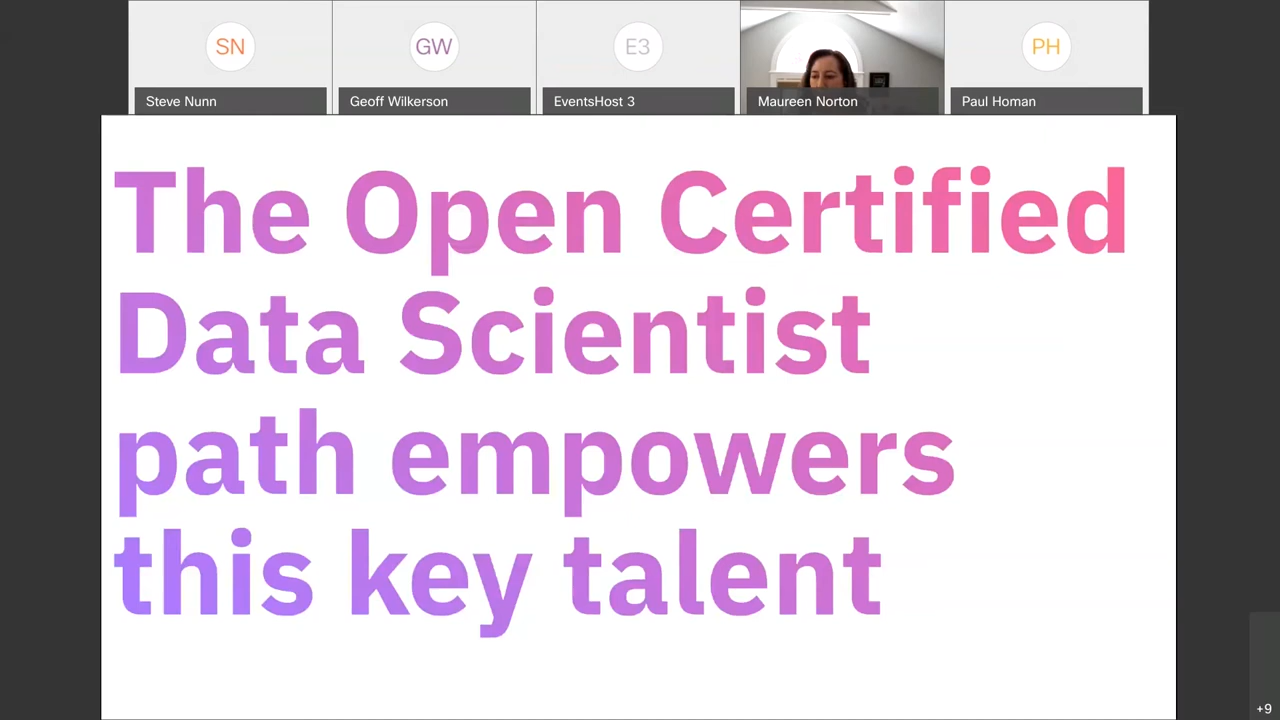 SN
GW
E3
PH
Steve Nunn
Geoff Wilkerson
EventsHost 3
Maureen Norton
Paul Homan
The Open Certified
Data Scientist
path empowers
this key talent
+9